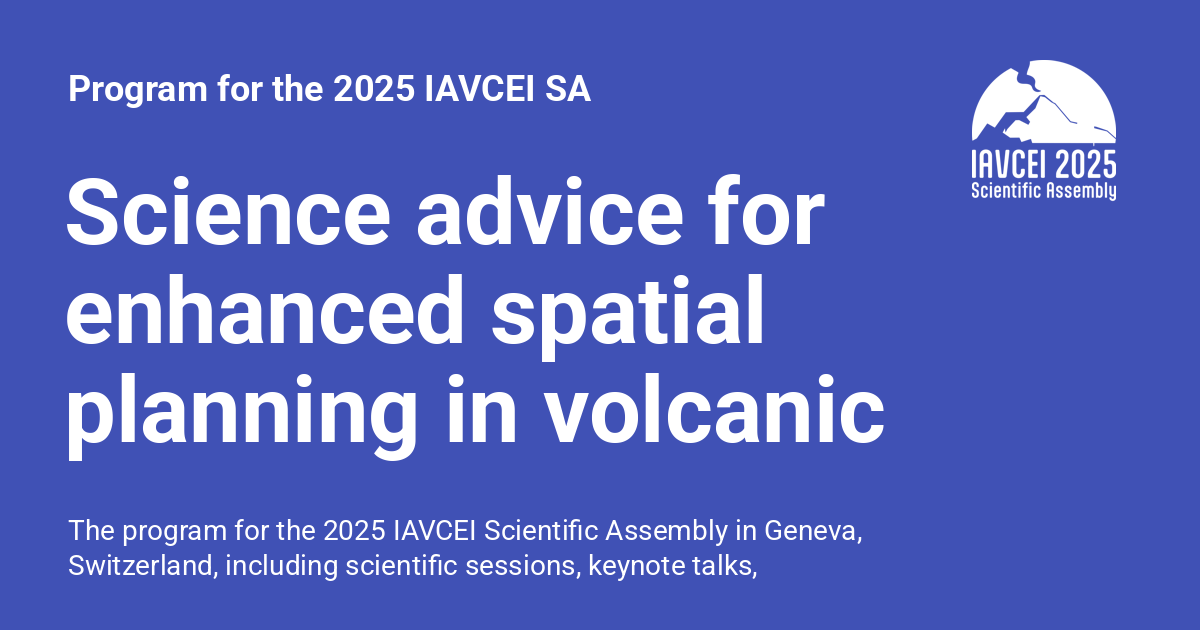 Program for the 2025 IAVCEI SA
IAVCEI 2025
Scientific Assembly
Science advice for
enhanced spatial
planning in volcanic
The program for the 2025 IAVCEI Scientific Assembly in Geneva,
Switzerland, including scientific sessions, keynote talks,